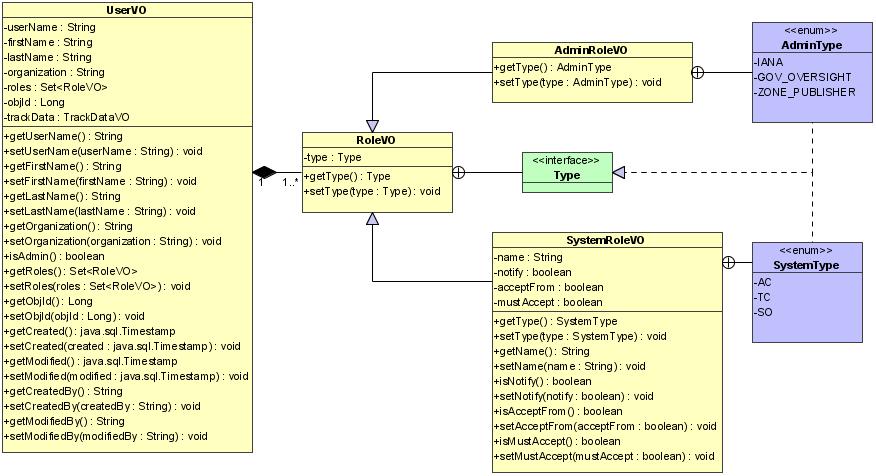 UserVO
-userName : String
-firstName : String
-lastName : String
-organization : String
-roles : Set<RoleVO>
-objId : Long
-trackData : TrackDataVO
+getUserName() : String
+setUserName(userName : String) : void
+getFirstName() : String
+setFirstName(firstName : String) : void
+getLastName() : String
+setLastName(lastName : String) : void
+getOrganization() : String
+setOrganization(organization : String) : void
+isAdmin() : boolean
+getRoles() : Set<RoleVO>
+setRoles(roles : Set<RoleVO>) : void
+getObjId() : Long
+setObjId(objId : Long) : void
+getCreated() : java.sql.Timestamp
+setCreated(created : java.sql.Timestamp) : void
+getModified() : java.sql.Timestamp
+setModified(modified : java.sql.Timestamp) : void
+getCreatedBy() : String
+setCreatedBy(createdBy : String) : void
+getModifiedBy() : String
+setModifiedBy(modifiedBy : String) : void
1
1..*
RoleVO
-type : Type
+getType() : Type
+setType(type : Type) : void
AdminRoleVO
+getType() : AdminType
+setType(type : AdminType) : void
<<enum>>
AdminType
-IANA
-GOV_OVERSIGHT
-ZONE_PUBLISHER
<<interface>>
Type
SystemRoleVO
-name : String
-notify : boolean
-acceptFrom : boolean
-mustAccept : boolean
+getType() : SystemType
+setType(type : SystemType) : void
+getName() : String
+setName(name : String) : void
+isNotify() : boolean
+setNotify(notify : boolean) : void
+isAcceptFrom() : boolean
+setAcceptFrom(acceptFrom : boolean) : void
+isMustAccept() : boolean
+setMustAccept(mustAccept : boolean) : void
<<enum>>
SystemType
-AC
-TC
-SO